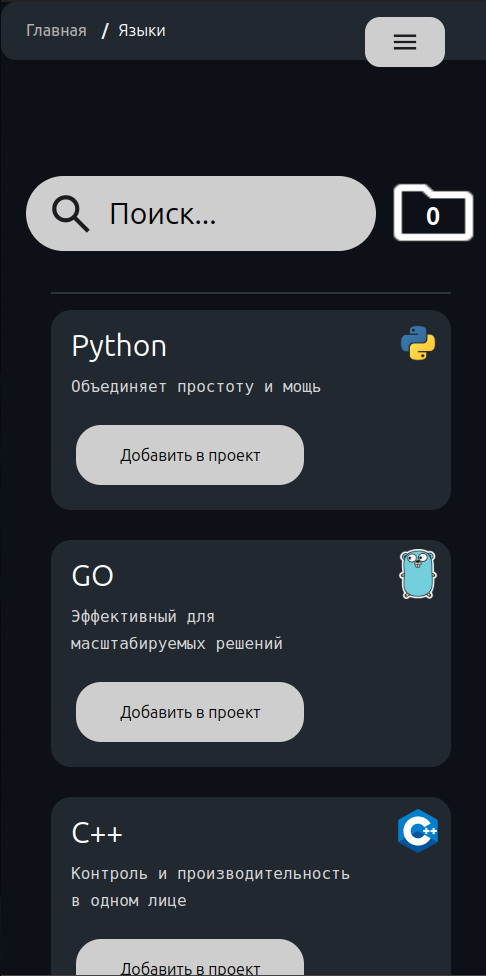 Главная / Языки
Поиск...
0
Python
Объединяет простоту и мощь
Добавить в проект
GO
Эффективный для
масштабируемых решений
Добавить в проект
C++
C++
Контроль и производительность
в одном лице
Добавить в проект